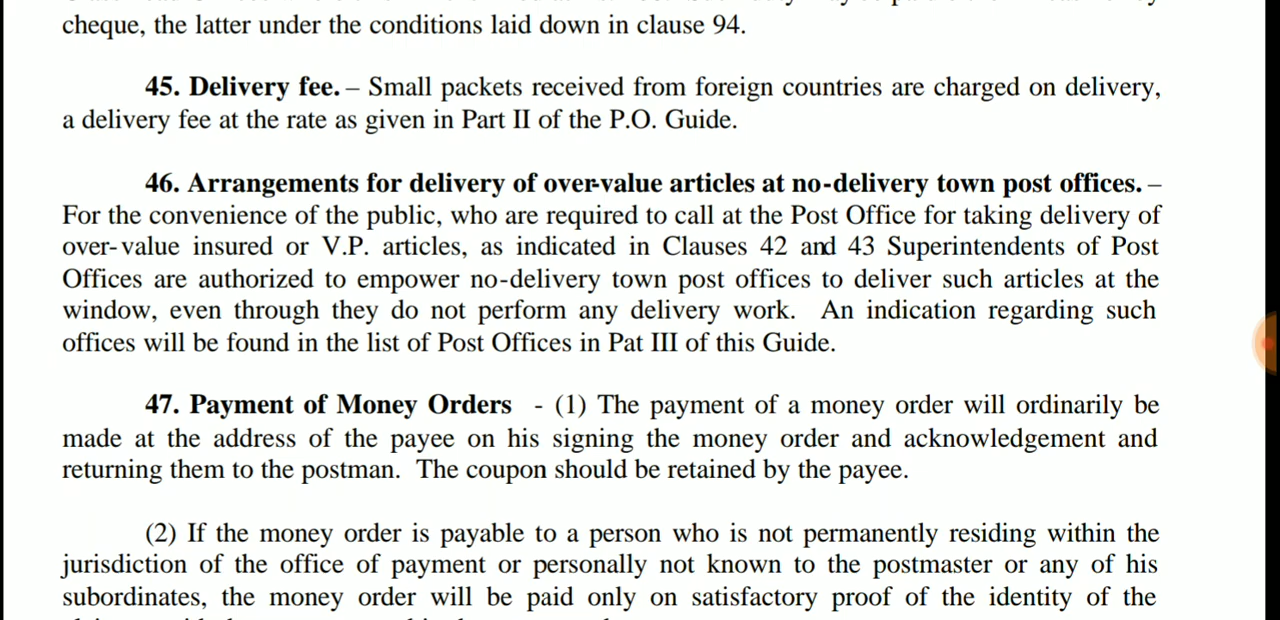 cheque, the latter under the conditions laid down in clause 94.
45. Delivery fee. – Small packets received from foreign countries are charged on delivery,
a delivery fee at the rate as given in Part II of the P.O. Guide.
46. Arrangements for delivery of over-value articles at no-delivery town post offices. –
For the convenience of the public, who are required to call at the Post Office for taking delivery of
over-value insured or V.P. articles, as indicated in Clauses 42 and 43 Superintendents of Post
Offices are authorized to empower no-delivery town post offices to deliver such articles at the
window, even through they do not perform any delivery work. An indication regarding such
offices will be found in the list of Post Offices in Pat III of this Guide.
47. Payment of Money Orders - (1) The payment of a money order will ordinarily be
made at the address of the payee on his signing the money order and acknowledgement and
returning them to the postman. The coupon should be retained by the payee.
(2) If the money order is payable to a person who is not permanently residing within the
jurisdiction of the office of payment or personally not known to the postmaster or any of his
subordinates, the money order will be paid only on satisfactory proof of the identity of the